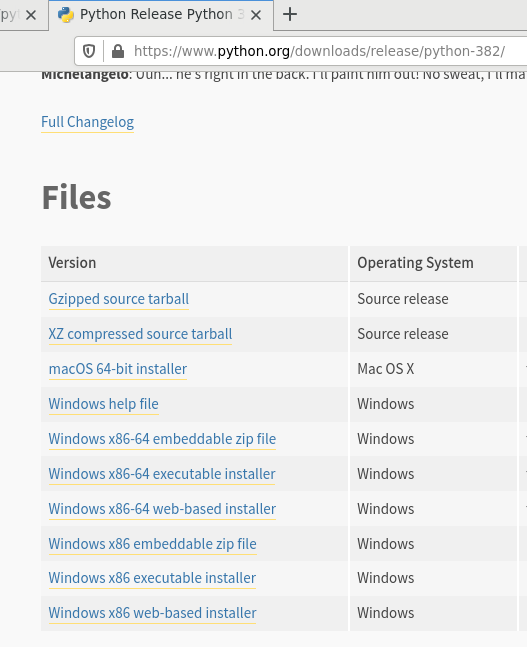 /py
Python Release Python 3
https://www.python.org/downloads/release/python-382/
Michelangelo: Uuh... he's right in the back. I'll paint him out! No sweat, I'll ma
Full Changelog
Files
Version Operating System
Gzipped source tarball Source release
XZ compressed source tarball Source release
macOS 64-bit installer Mac OS X
Windows help file Windows
Windows x86-64 embeddable zip file Windows
Windows x86-64 executable installer Windows
Windows x86-64 web-based installer Windows
Windows x86 embeddable zip file Windows
Windows x86 executable installer Windows
Windows x86 web-based installer Windows